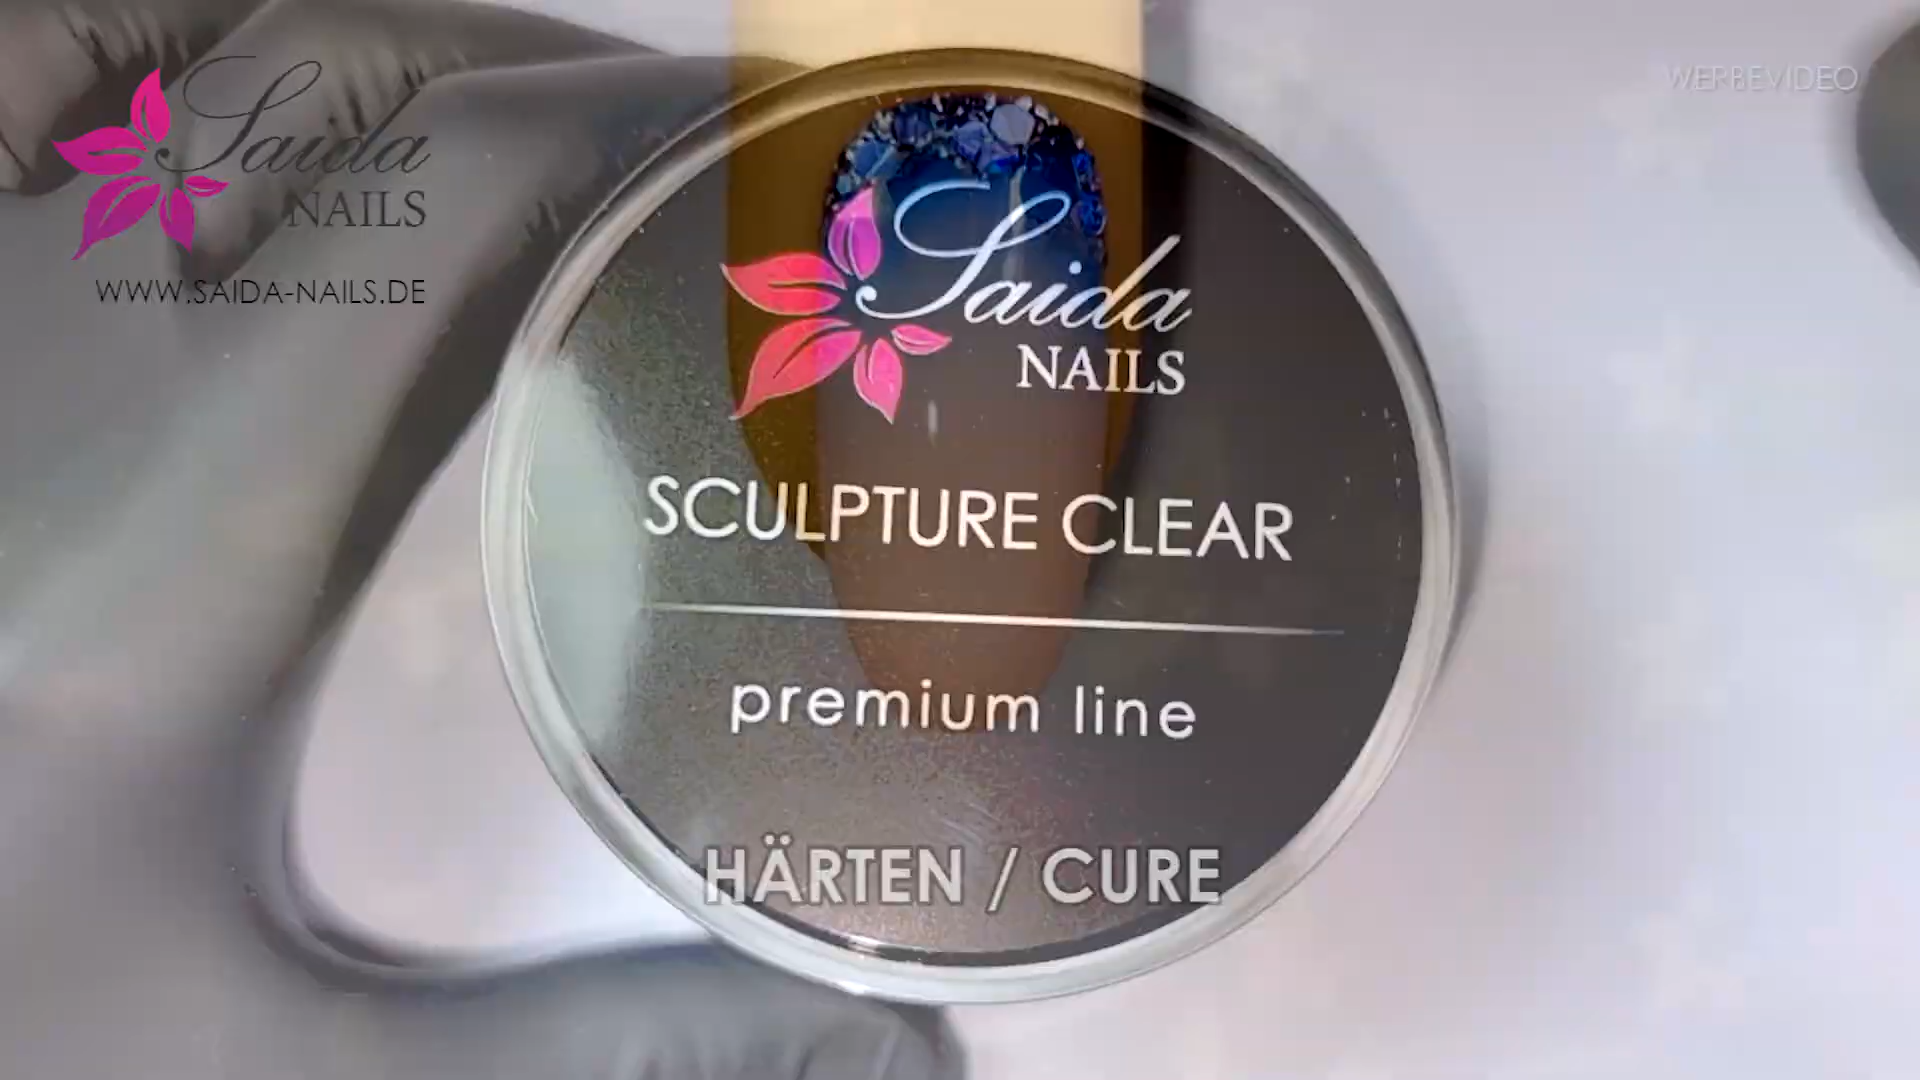 Saida
NAILS
WWW.SAIDA-NAILS.DE
WERBEVIDEO
Saida
NAILS
SCULPTURE CLEAR
premium line
HÄRTEN / CURE